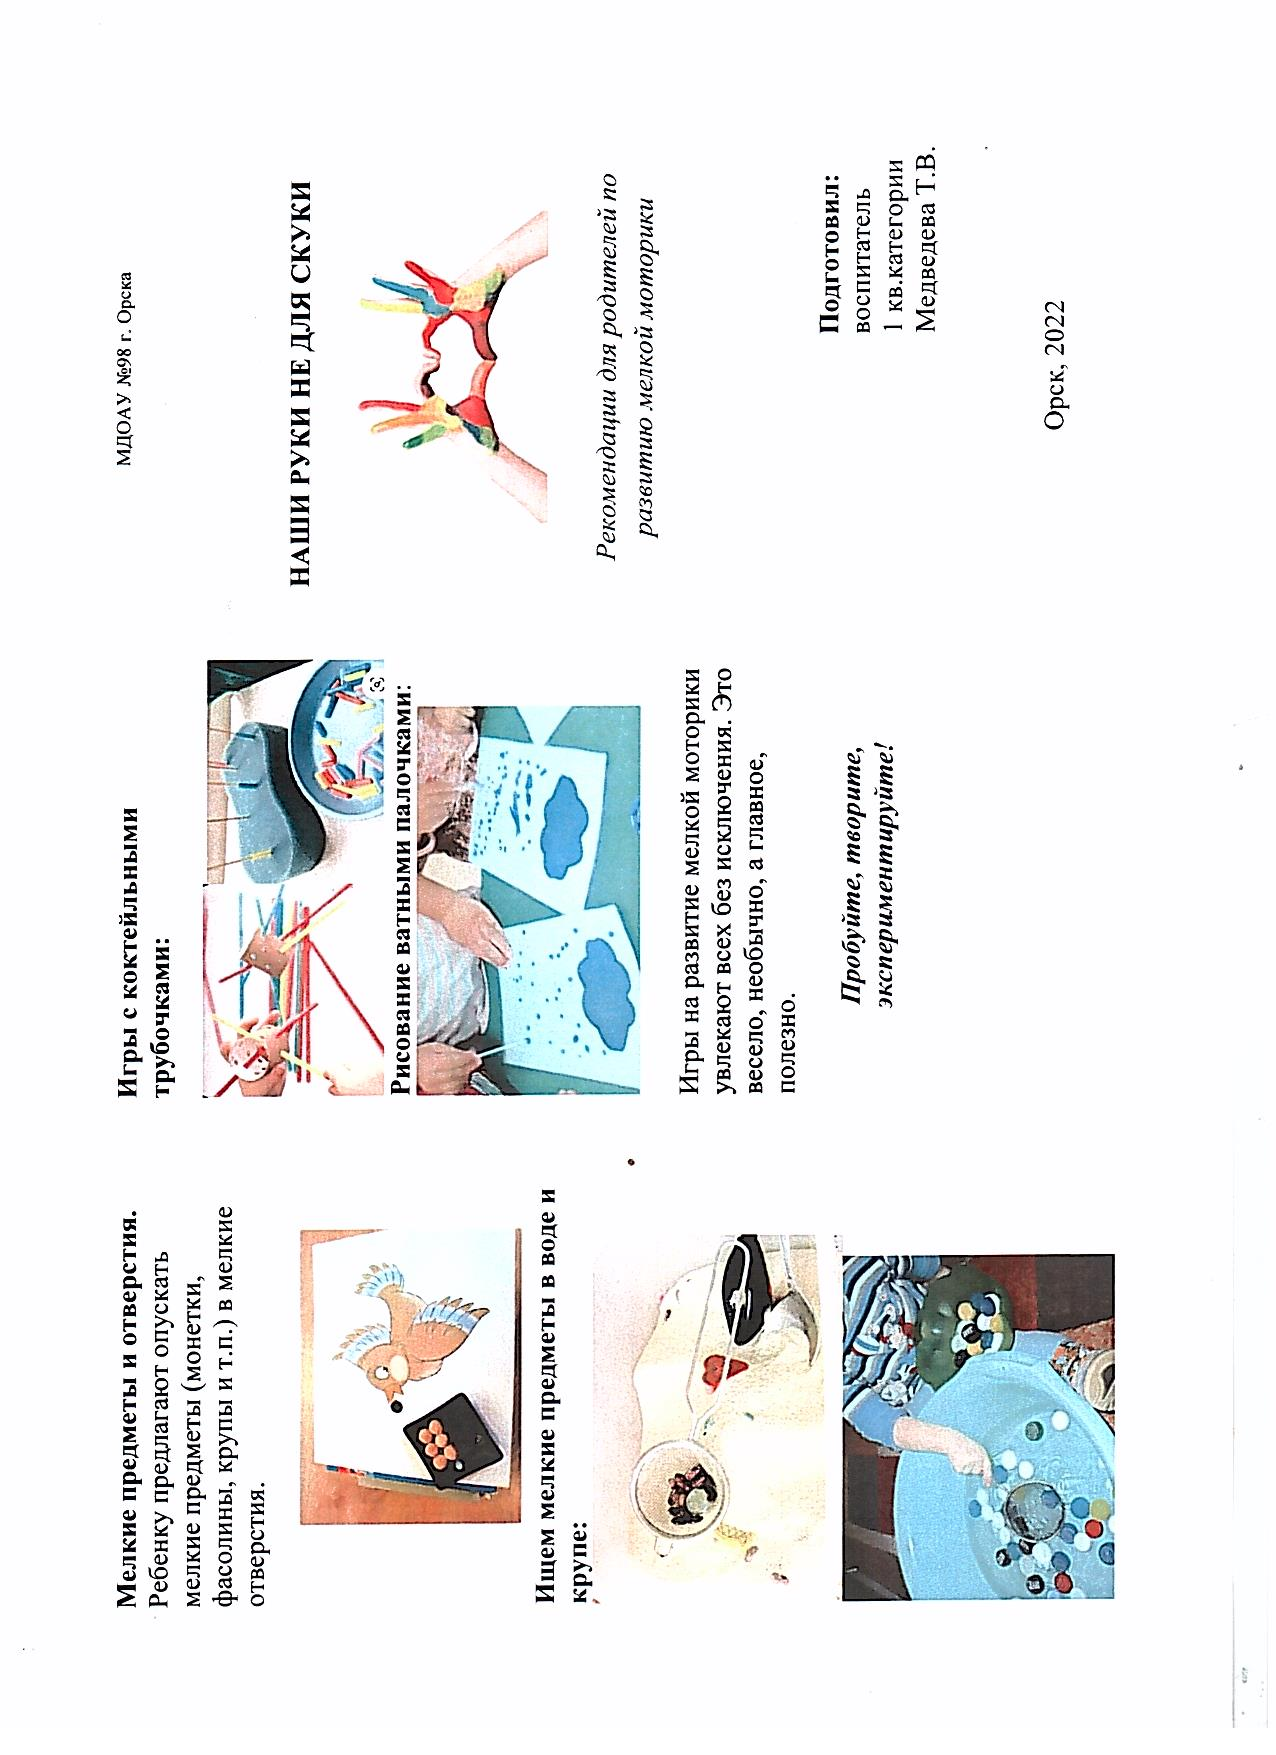 Мелкие предметы и отверстия.
Ребенку предлагают опускать
мелкие предметы (монетки,
фасолины, крупы и т.п.) в мелкие
отверстия.
Ищем мелкие предметы в воде и
крупе:
Игры с коктейльными
трубочками:
Рисование ватными палочками:
Игры на развитие мелкой моторики
увлекают всех без исключения. Это
весело, необычно, а главное,
полезно.
Пробуйте, творите,
экспериментируйте!
МДОАУ №98 г. Орска
НАШИ РУКИ НЕ ДЛЯ СКУКИ
Рекомендации для родителей по
развитию мелкой моторики
Подготовил:
воспитатель
1 кв.категории
Медведева Т.В.
Орск, 2022